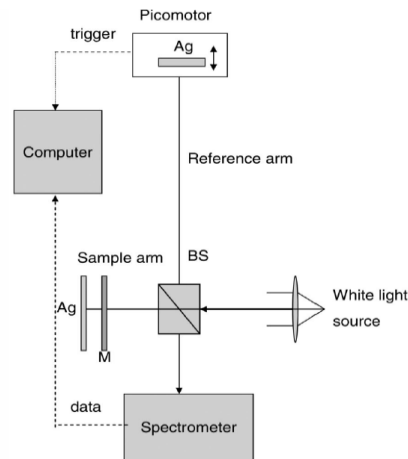 Picomotor
trigger
Ag
Computer
Reference arm
Sample arm
BS
Ag
White light
source
M
data
Spectrometer